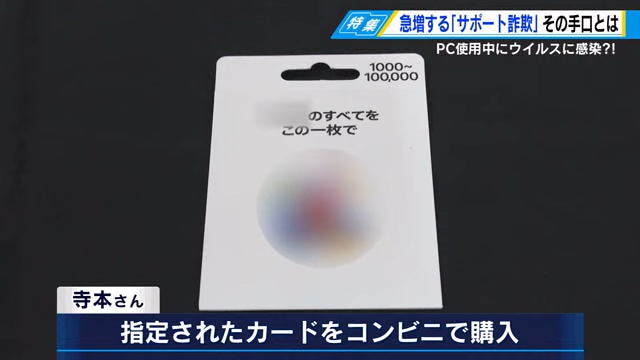 特集
急増する「サポート詐欺」その手口とは
PC使用中にウイルスに感染?!
1000~
100,000
のすべてを
この一枚で
寺本さん
指定されたカードをコンビニで購入